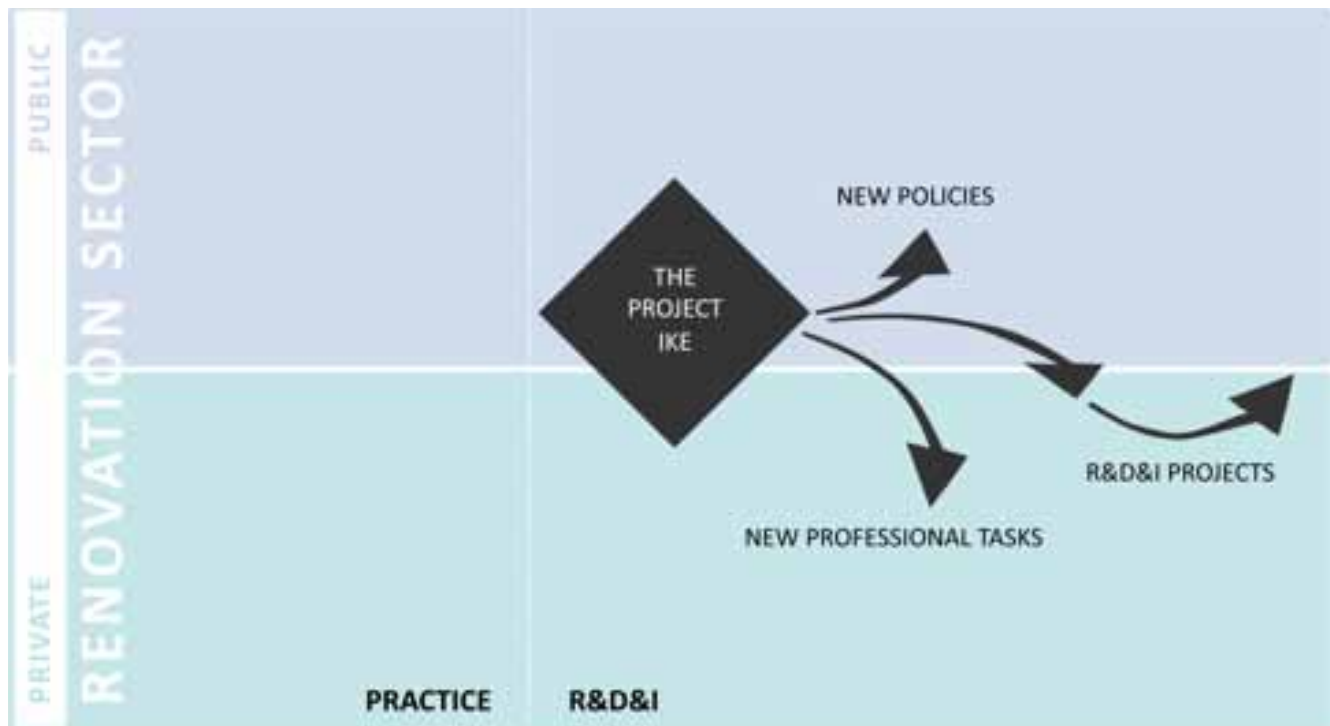 PUBLIC
PRIVATE
RENOVATION SECTOR
THE
PROJECT
IKE
NEW POLICIES
R&D&I PROJECTS
NEW PROFESSIONAL TASKS
PRACTICE
R&D&I